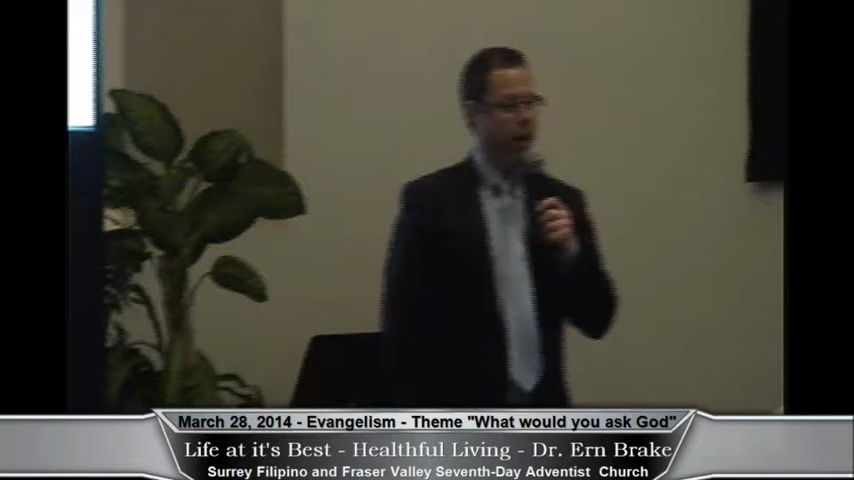 March 28, 2014 - Evangelism - Theme "What would you ask God"
Life at it's Best - Healthful Living - Dr. Ern Brake
Surrey Filipino and Fraser Valley Seventh-Day Adventist Church